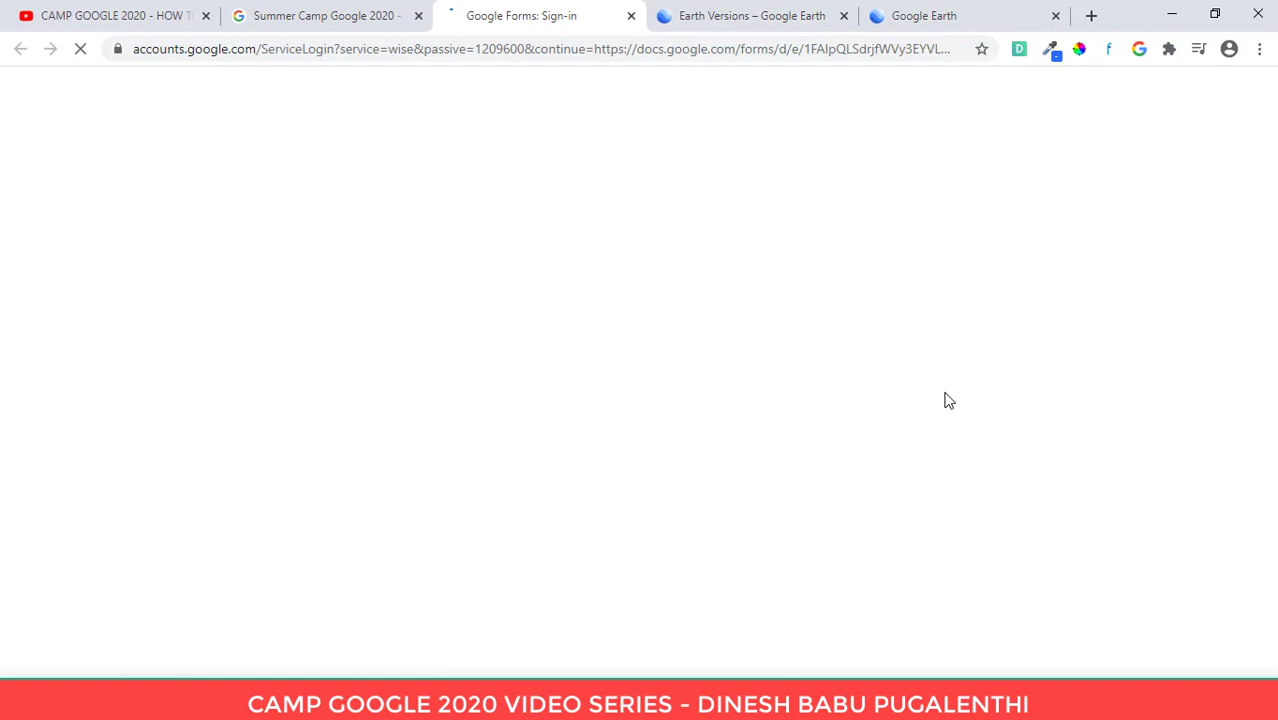 CAMP GOOGLE 2020 - HOW T
Summer Camp Google 2020 -
Google Forms: Sign-in
Earth Versions – Google Earth
Google Earth
accounts.google.com/ServiceLogin?service=wise&passive=1209600&continue=https://docs.google.com/forms/d/e/1FAIpQLSdrjfWVy3EYVL...
CAMP GOOGLE 2020 VIDEO SERIES - DINESH BABU PUGALENTHI